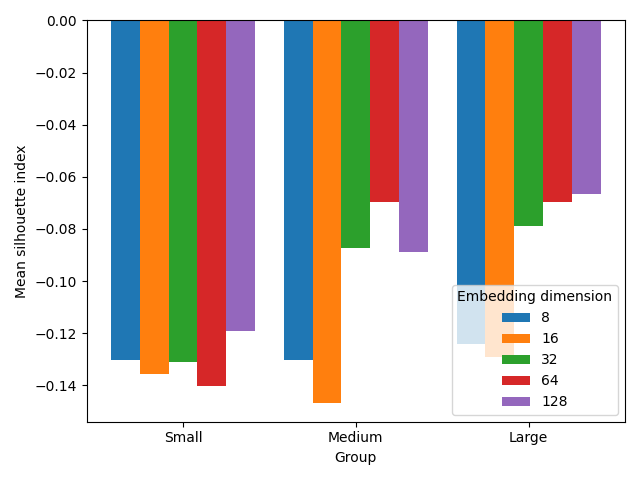 0.00
−0.02
−0.04
−0.06
−0.08
−0.10
−0.12
−0.14
Mean silhouette index
Small
Medium
Large
Group
Embedding dimension
8
16
32
64
128